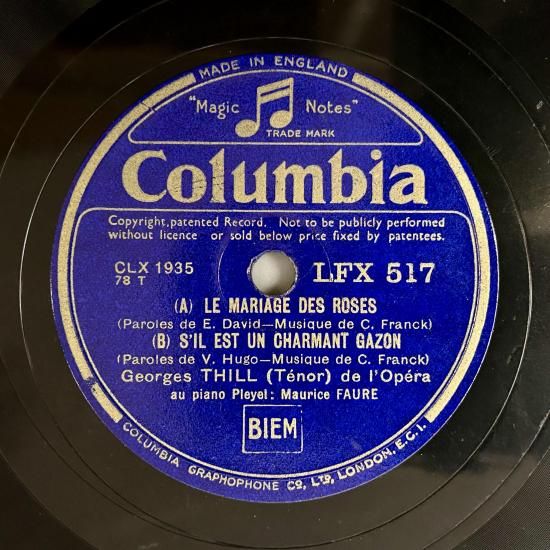 MADE IN ENGLAND
"Magic Notes"
TRADE MARK
Columbia
Copyright, patented Record. Not to be publicly performed
without licence or sold below price fixed by patentees.
CLX 1935
78 T
LFX 517
(A) LE MARIAGE DES ROSES
(Paroles de E. David—Musique de C. Franck)
(B) S'IL EST UN CHARMANT GAZON
(Paroles de V. Hugo—Musique de C. Franck)
Georges THILL (Ténor) de l'Opéra
au piano Pleyel: Maurice FAURE
BIEM
COLUMBIA GRAPHOPHONE CO, LTD, LONDON, E.C.1.